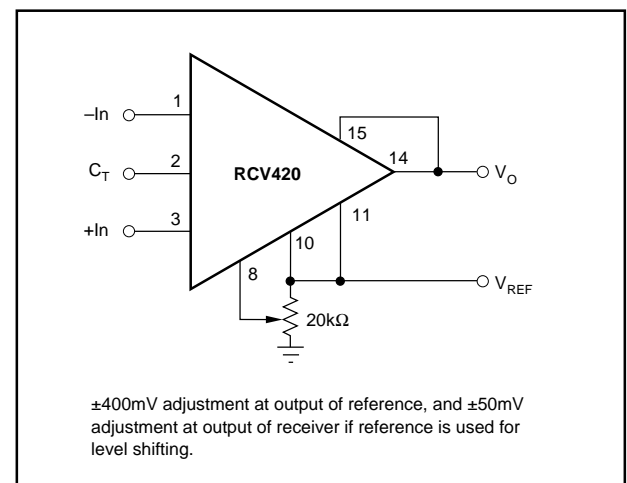 –In
1
15
14
C_T
2
RCV420
V_O
+In
3
10
11
8
V_REF
20kΩ
±400mV adjustment at output of reference, and ±50mV
adjustment at output of receiver if reference is used for
level shifting.